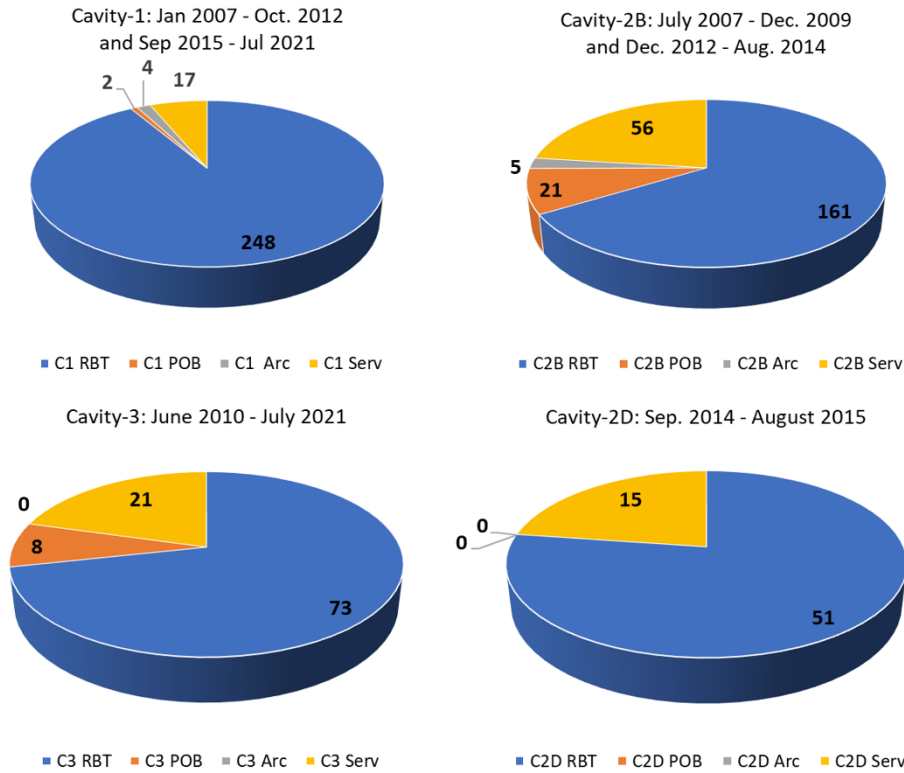 Cavity-1: Jan 2007 - Oct. 2012
and Sep 2015 - Jul 2021
2
4
17
248
C1 RBT
C1 POB
C1 Arc
C1 Serv
Cavity-2B: July 2007 - Dec. 2009
and Dec. 2012 - Aug. 2014
56
5
21
161
C2B RBT
C2B POB
C2B Arc
C2B Serv
Cavity-3: June 2010 - July 2021
0
21
8
73
C3 RBT
C3 POB
C3 Arc
C3 Serv
Cavity-2D: Sep. 2014 - August 2015
15
0
0
51
C2D RBT
C2D POB
C2D Arc
C2D Serv